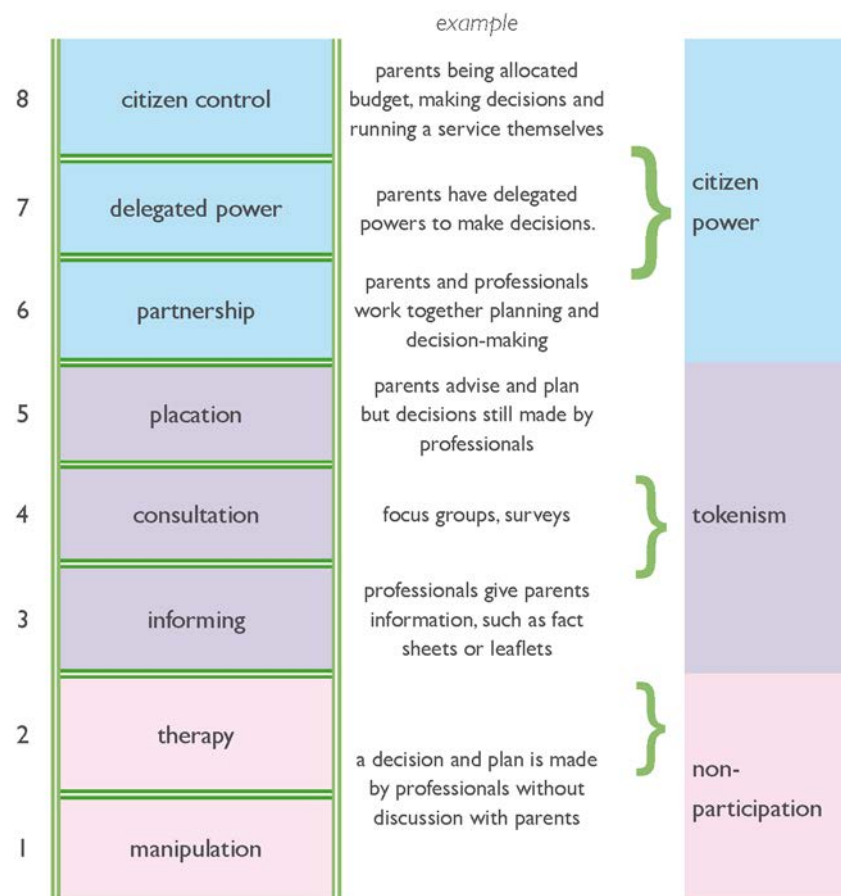 example
8
citizen control
parents being allocated
budget, making decisions and
running a service themselves
7
delegated power
parents have delegated
powers to make decisions.
citizen
power
6
partnership
parents and professionals
work together planning and
decision-making
5
placation
parents advise and plan
but decisions still made by
professionals
4
consultation
focus groups, surveys
tokenism
3
informing
professionals give parents
information, such as fact
sheets or leaflets
2
therapy
a decision and plan is made
by professionals without
discussion with parents
non-
participation
1
manipulation